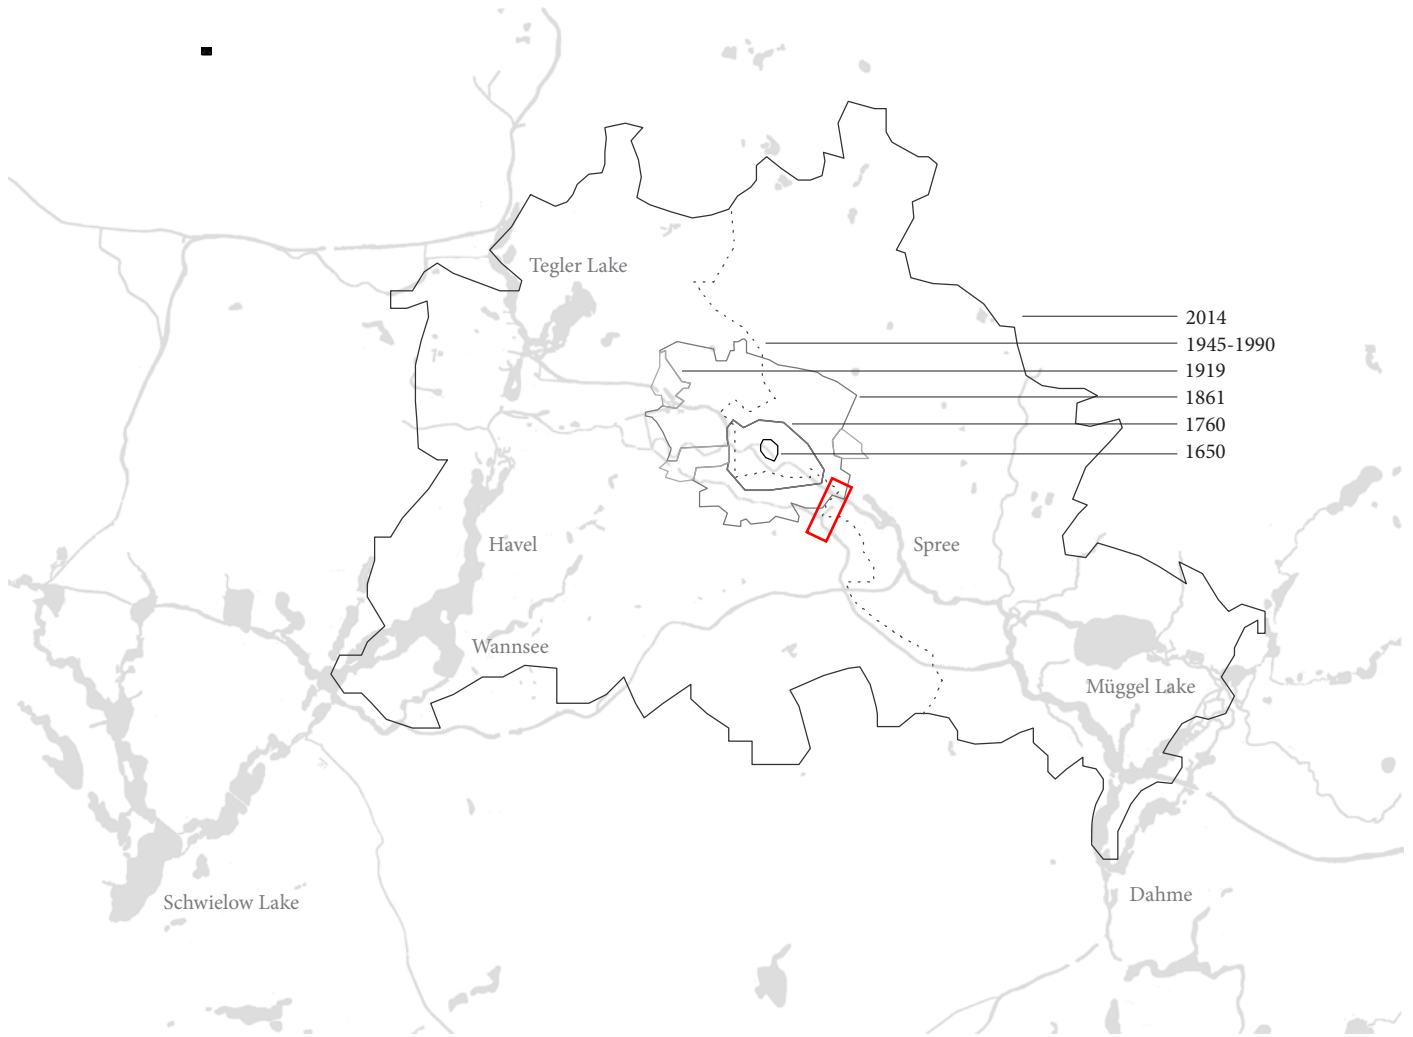 Tegler Lake
2014
1945-1990
1919
1861
1760
1650
Havel
Spree
Wannsee
Müggel Lake
Schwielow Lake
Dahme